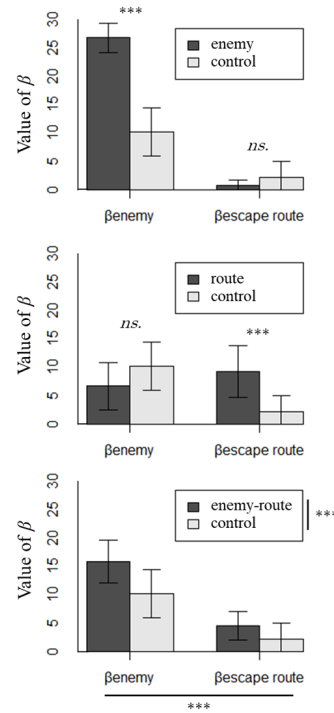 ***
30
25
20
15
10
5
0
Value of β
enemy
control
ns.
βenemy
βescape route
30
25
20
15
10
5
0
Value of β
route
control
ns.
***
βenemy
βescape route
30
25
20
15
10
5
0
Value of β
enemy-route
control
βenemy
βescape route
***